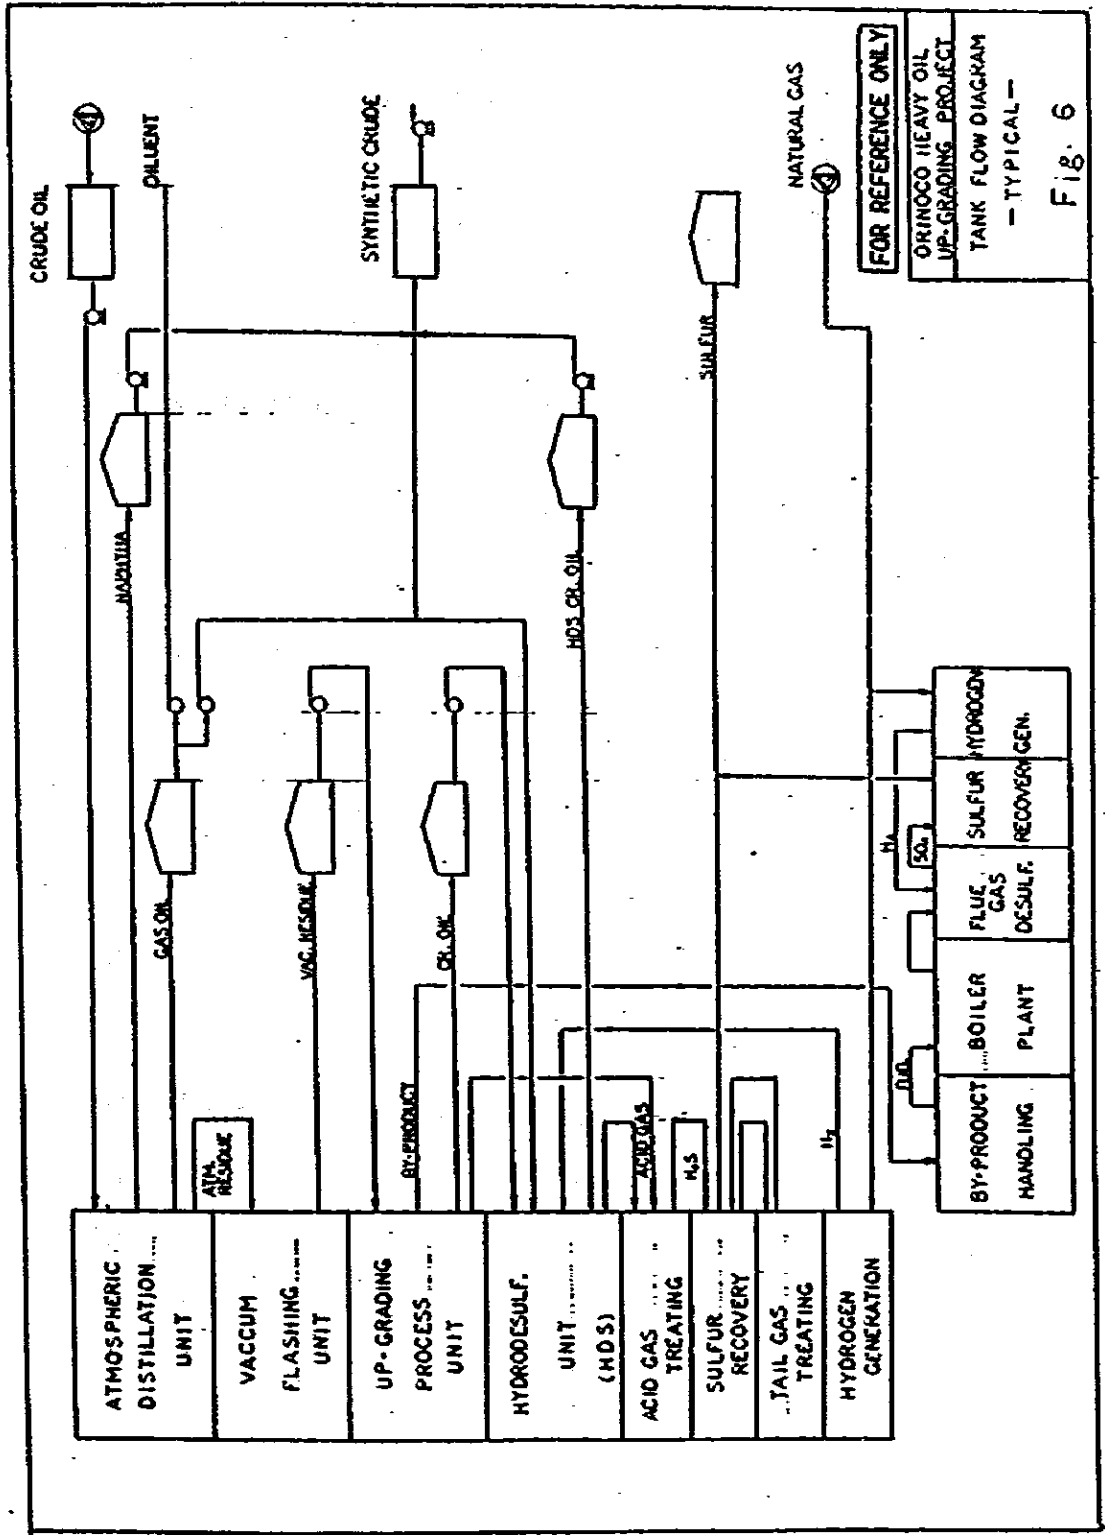 CRUDE OIL
DILUENT
SYNTHETIC CRUDE
NATURAL GAS
NAPHTHA
HDS CR. OIL
SULFUR
GAS OIL
VAC. RESIDUE
CR. OIL
ATM.
RESIDUE
BY-PRODUCT
ACID GAS
H₂S
H₂
H₂
SO₂
ATMOSPHERIC
DISTILLATION
UNIT
VACCUM
FLASHING
UNIT
UP-GRADING
PROCESS
UNIT
HYDRODESULF.
UNIT
(HDS)
ACID GAS
TREATING
SULFUR
RECOVERY
TAIL GAS
TREATING
HYDROGEN
GENERATION
BY-PRODUCT
HANDLING
BOILER
PLANT
FLUE
GAS
DESULF.
SULFUR
RECOVERY
HYDROGEN
GEN.
FOR REFERENCE ONLY
ORINOCO HEAVY OIL
UP-GRADING PROJECT
TANK FLOW DIAGRAM
- TYPICAL -
Fig. 6